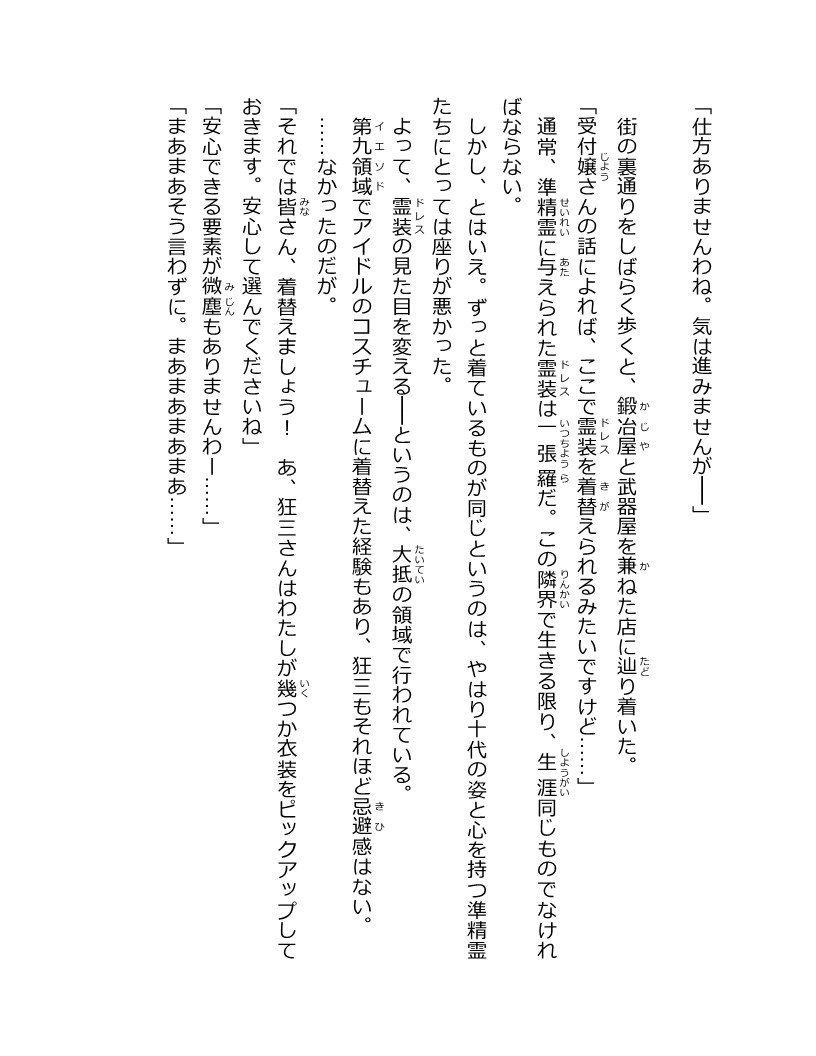 「仕方ありませんわね。気は進みませんが──」
街の裏通りをしばらく歩くと、鍛冶屋と武器屋を兼ねた店に辿り着いた。
「受付嬢さんの話によれば、ここで霊装を着替えられるみたいですけど……」
通常、準精霊に与えられた霊装は一張羅だ。この隣界で生きる限り、生涯同じものでなけれ
ばならない。
しかし、とはいえ。ずっと着ているものが同じというのは、やはり十代の姿と心を持つ準精霊
たちにとっては座りが悪かった。
よって、霊装の見た目を変える──というのは、大抵の領域で行われている。
第九領域でアイドルのコスチュームに着替えた経験もあり、狂三もそれほど忌避感はない。
……なかったのだが。
「それでは皆さん、着替えましょう！　あ、狂三さんはわたしが幾つか衣装をピックアップして
おきます。安心して選んでくださいね」
「安心できる要素が微塵もありませんわー……」
「まあまあそう言わずに。まあまあまあまあ……」